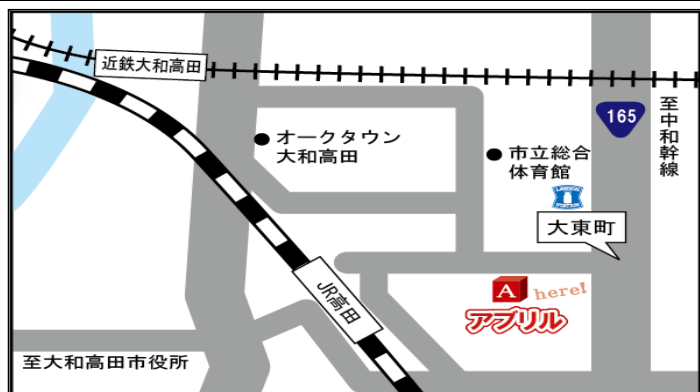 近鉄大和高田
165
至中和幹線
オークタウン
大和高田
市立総合
体育館
LAWSON
STATION
大東町
JR高田
A here!
アプリル
至大和高田市役所